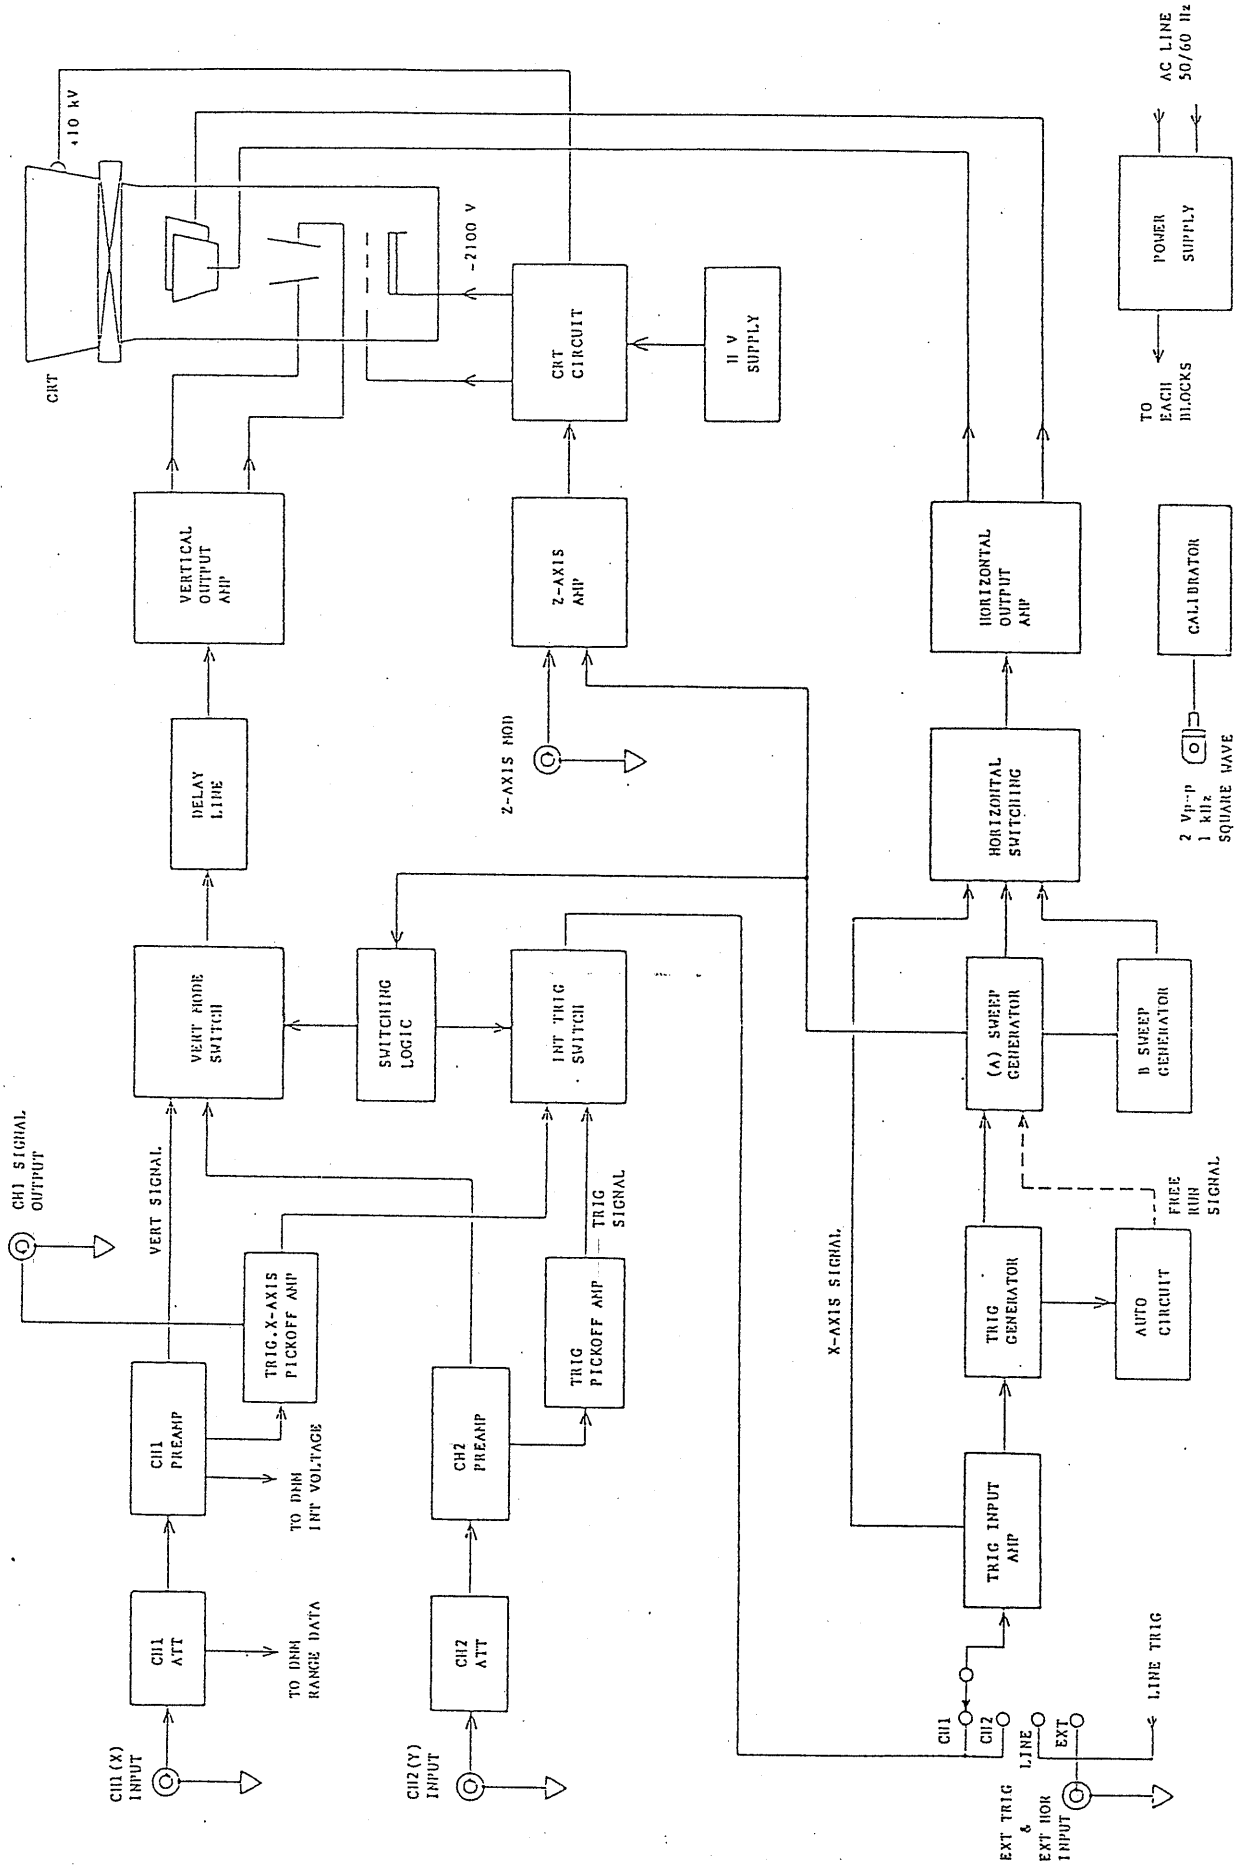 CH1 SIGNAL
OUTPUT
CH1(X)
INPUT
CH1
ATT
TO DMM
RANGE DATA
CH1
PREAMP
TO DMM
INT VOLTAGE
VERT SIGNAL
TRIG.X-AXIS
PICKOFF AMP
VERT MODE
SWITCH
DELAY
LINE
VERTICAL
OUTPUT
AMP
CRT
+10 kV
CH2(Y)
INPUT
CH2
ATT
CH2
PREAMP
TRIG
PICKOFF AMP
TRIG
SIGNAL
SWITCHING
LOGIC
INT TRIG
SWITCH
Z-AXIS MOD
Z-AXIS
AMP
CRT
CIRCUIT
-2100 V
H V
SUPPLY
X-AXIS SIGNAL
CH1
CH2
LINE
EXT
EXT TRIG
&
EXT HOR
INPUT
LINE TRIG
TRIG INPUT
AMP
TRIG
GENERATOR
AUTO
CIRCUIT
FREE
RUN
SIGNAL
(A) SWEEP
GENERATOR
B SWEEP
GENERATOR
HORIZONTAL
SWITCHING
HORIZONTAL
OUTPUT
AMP
2 Vp-p
1 kHz
SQUARE WAVE
CALIBRATOR
TO
EACH
BLOCKS
POWER
SUPPLY
AC LINE
50/60 Hz